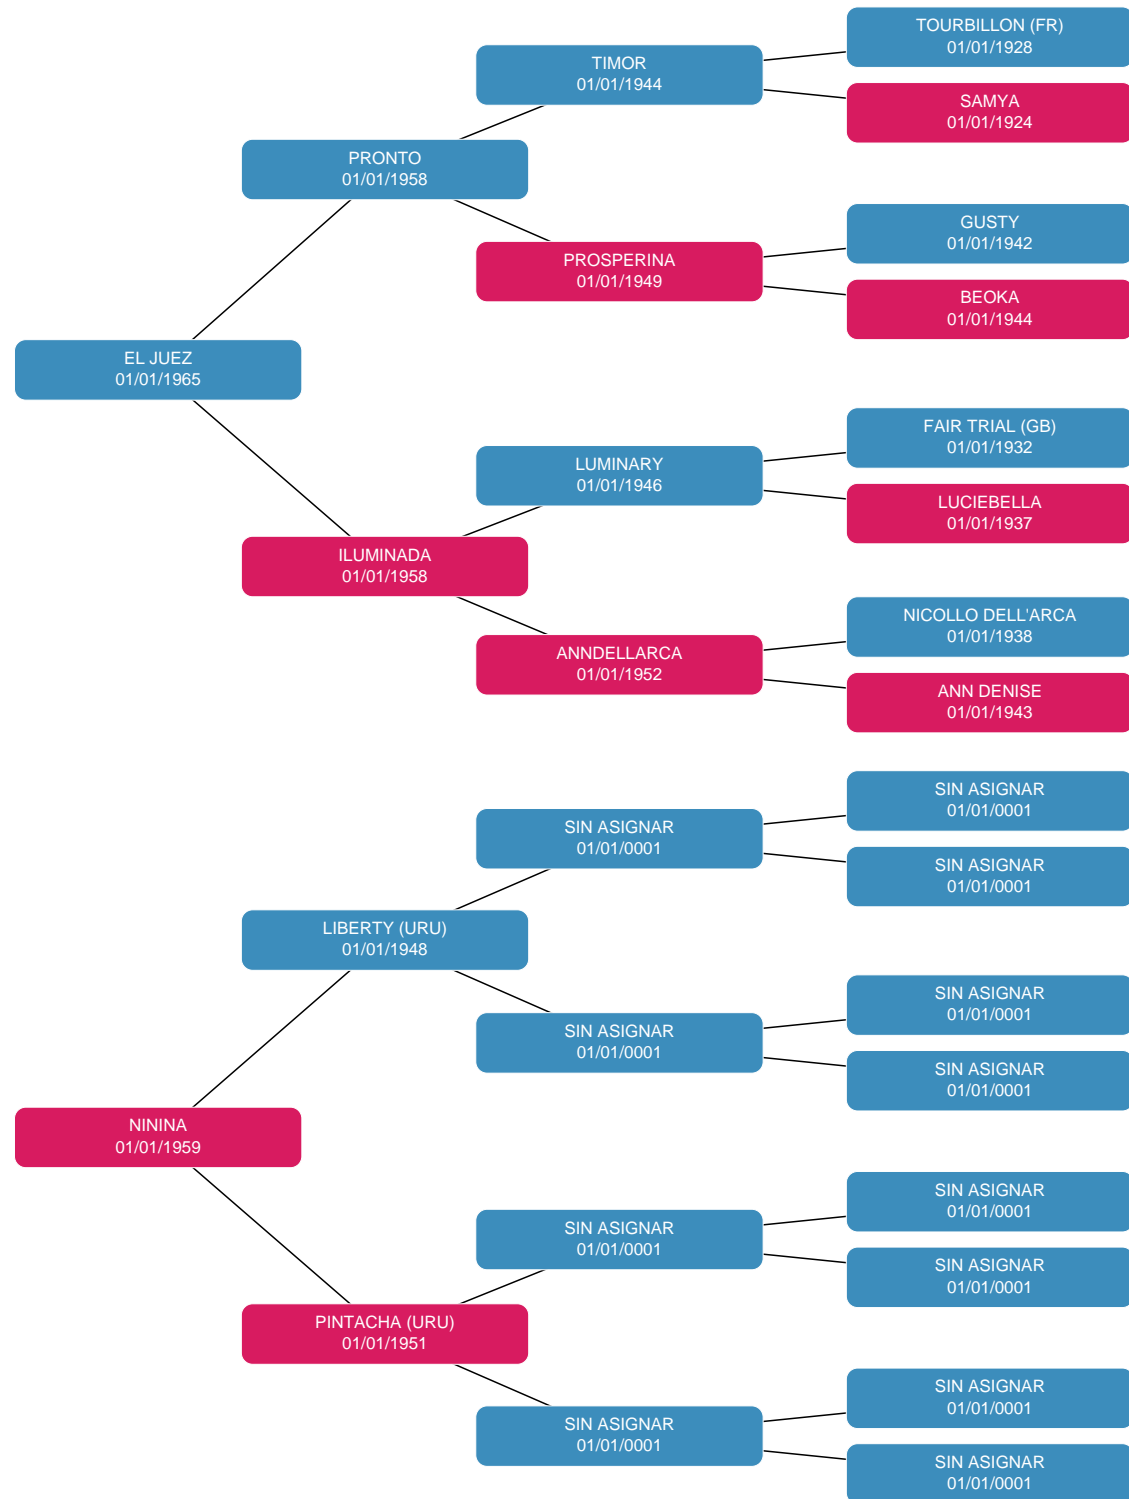 TOURBILLON (FR)
01/01/1928
TIMOR
01/01/1944
SAMYA
01/01/1924
PRONTO
01/01/1958
GUSTY
01/01/1942
PROSPERINA
01/01/1949
BEOKA
01/01/1944
EL JUEZ
01/01/1965
FAIR TRIAL (GB)
01/01/1932
LUMINARY
01/01/1946
LUCIEBELLA
01/01/1937
ILUMINADA
01/01/1958
NICOLLO DELL'ARCA
01/01/1938
ANNDELLARCA
01/01/1952
ANN DENISE
01/01/1943
SIN ASIGNAR
01/01/0001
SIN ASIGNAR
01/01/0001
SIN ASIGNAR
01/01/0001
LIBERTY (URU)
01/01/1948
SIN ASIGNAR
01/01/0001
SIN ASIGNAR
01/01/0001
SIN ASIGNAR
01/01/0001
NININA
01/01/1959
SIN ASIGNAR
01/01/0001
SIN ASIGNAR
01/01/0001
SIN ASIGNAR
01/01/0001
PINTACHA (URU)
01/01/1951
SIN ASIGNAR
01/01/0001
SIN ASIGNAR
01/01/0001
SIN ASIGNAR
01/01/0001